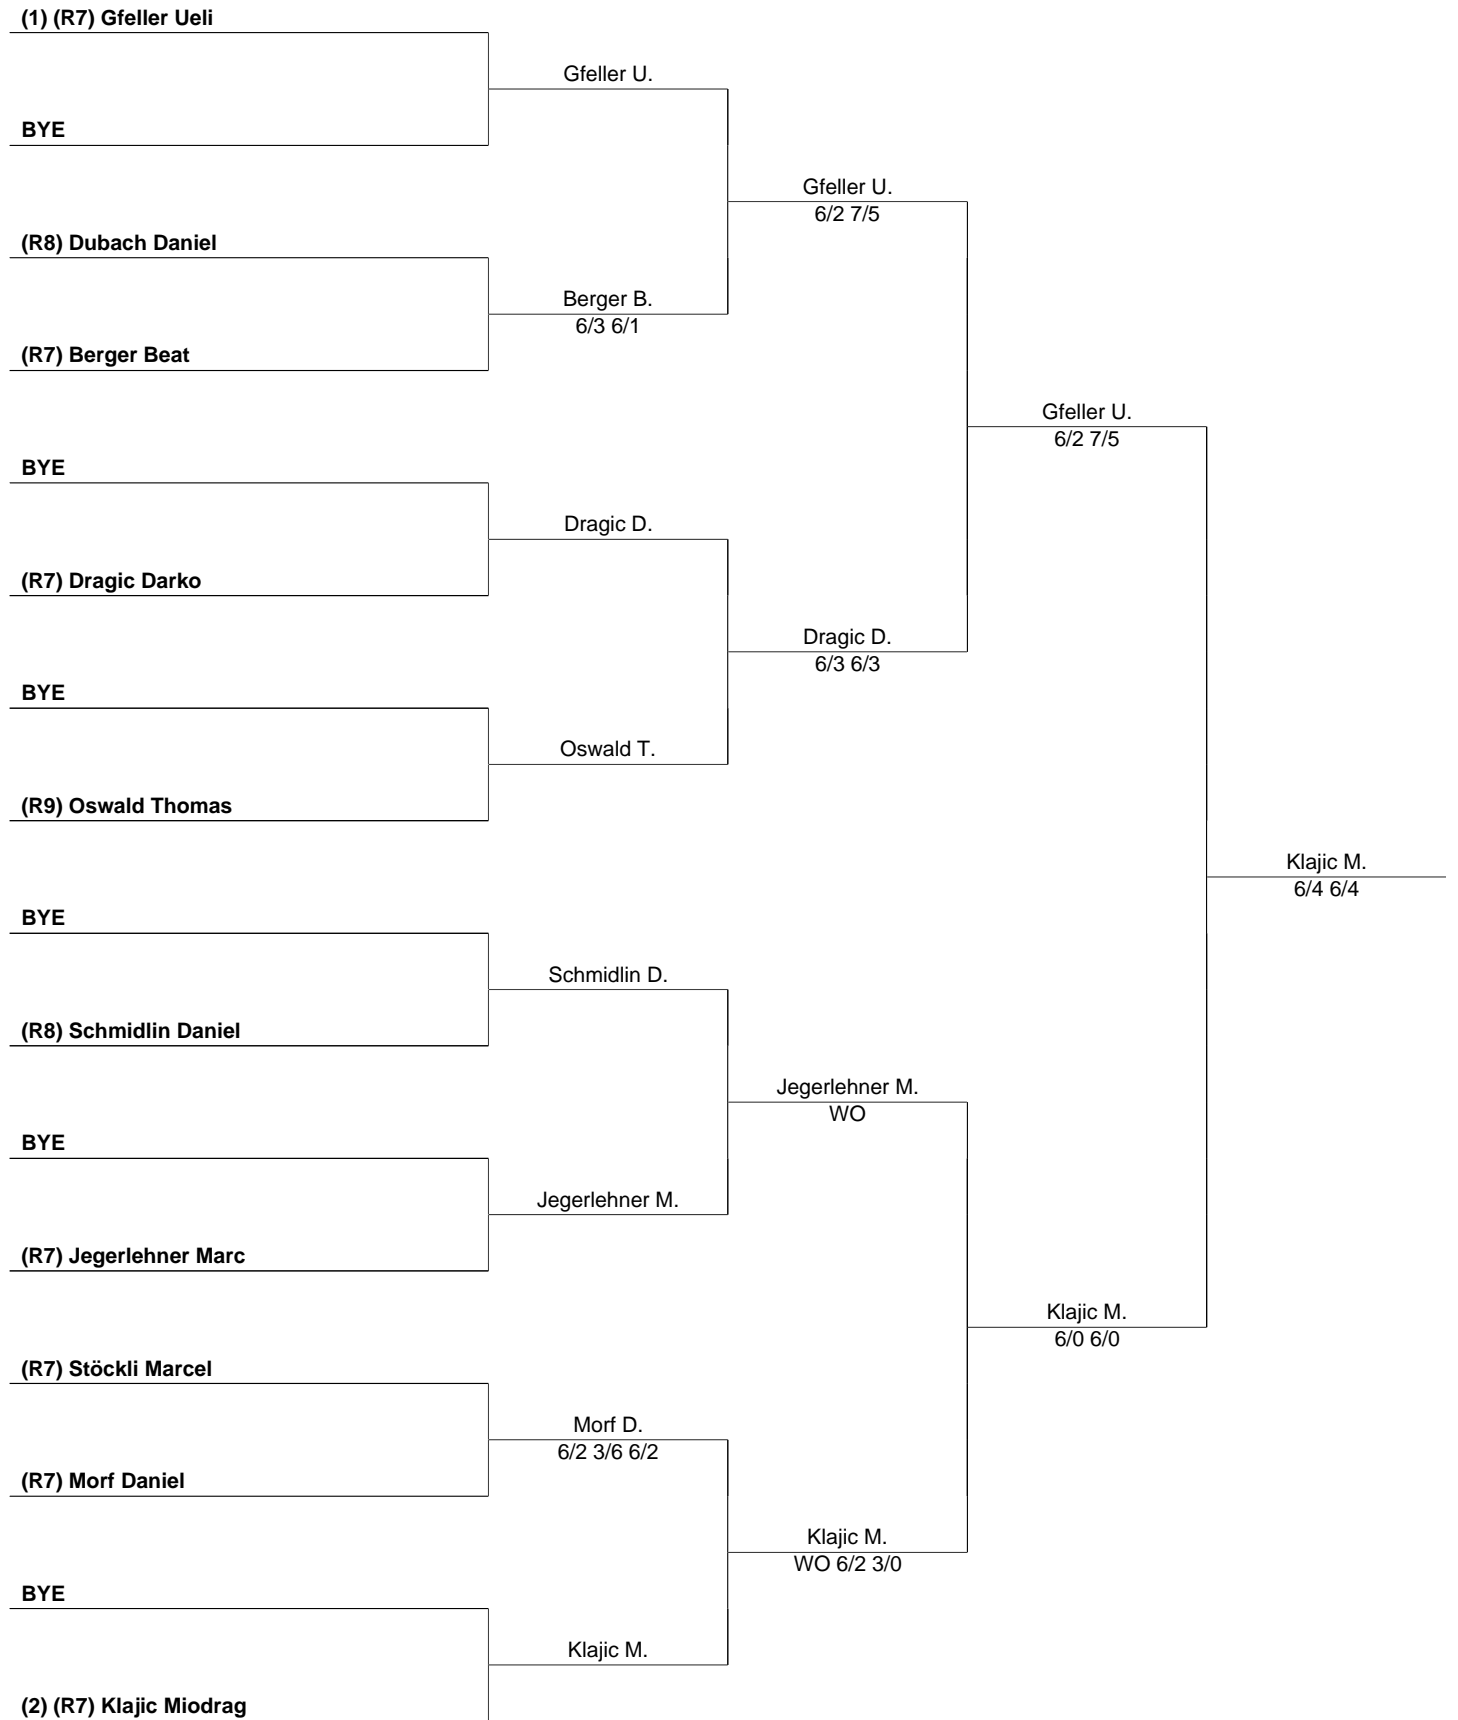 (1) (R7) Gfeller Ueli
Gfeller U.
BYE
Gfeller U.
6/2 7/5
(R8) Dubach Daniel
Berger B.
6/3 6/1
(R7) Berger Beat
Gfeller U.
6/2 7/5
BYE
Dragic D.
(R7) Dragic Darko
Dragic D.
6/3 6/3
BYE
Oswald T.
(R9) Oswald Thomas
Klajic M.
6/4 6/4
BYE
Schmidlin D.
(R8) Schmidlin Daniel
Jegerlehner M.
WO
BYE
Jegerlehner M.
(R7) Jegerlehner Marc
Klajic M.
6/0 6/0
(R7) Stöckli Marcel
Morf D.
6/2 3/6 6/2
(R7) Morf Daniel
Klajic M.
WO 6/2 3/0
BYE
Klajic M.
(2) (R7) Klajic Miodrag